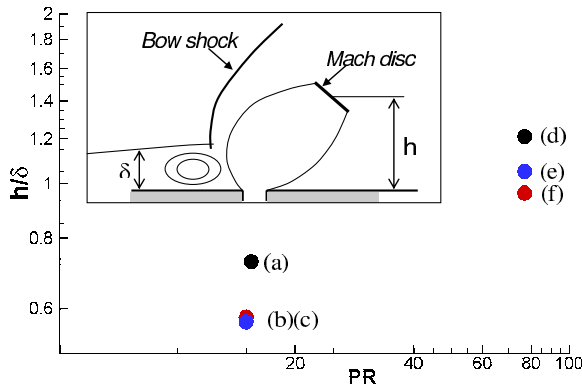 2
1.8
1.6
1.4
1.2
1
0.8
0.6
h/δ
Bow shock
Mach disc
δ
h
(d)
(e)
(f)
(a)
(b)(c)
20
40
60
80
100
PR